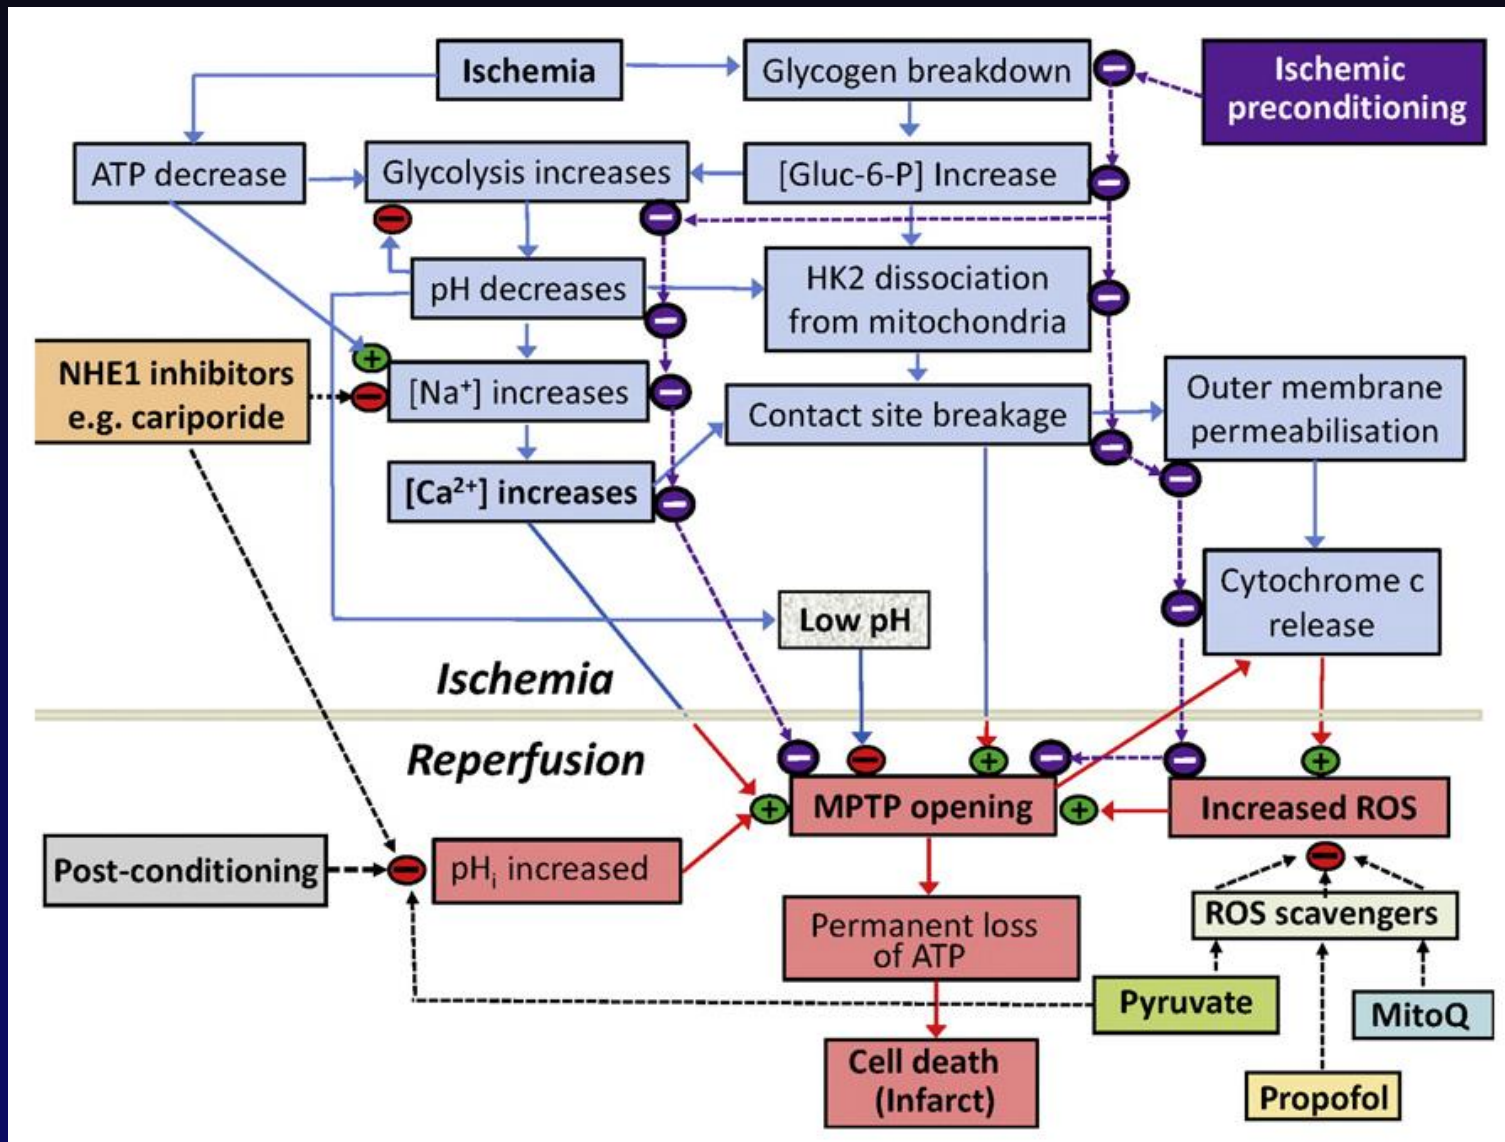 Ischemia
Glycogen breakdown
Ischemic
preconditioning
ATP decrease
Glycolysis increases
[Gluc-6-P] Increase
pH decreases
HK2 dissociation
from mitochondria
NHE1 inhibitors
e.g. cariporide
[Na⁺] increases
Contact site breakage
Outer membrane
permeabilisation
[Ca²⁺] increases
Cytochrome c
release
Low pH
Ischemia
Reperfusion
MPTP opening
Increased ROS
Post-conditioning
pHᵢ increased
Permanent loss
of ATP
ROS scavengers
Pyruvate
MitoQ
Cell death
(Infarct)
Propofol